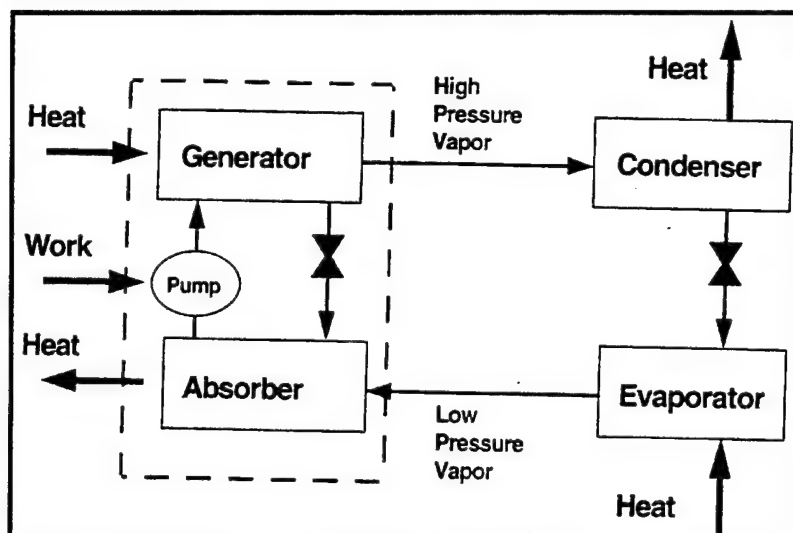 Heat
High
Pressure
Vapor
Heat
Generator
Condenser
Work
Pump
Heat
Absorber
Evaporator
Low
Pressure
Vapor
Heat